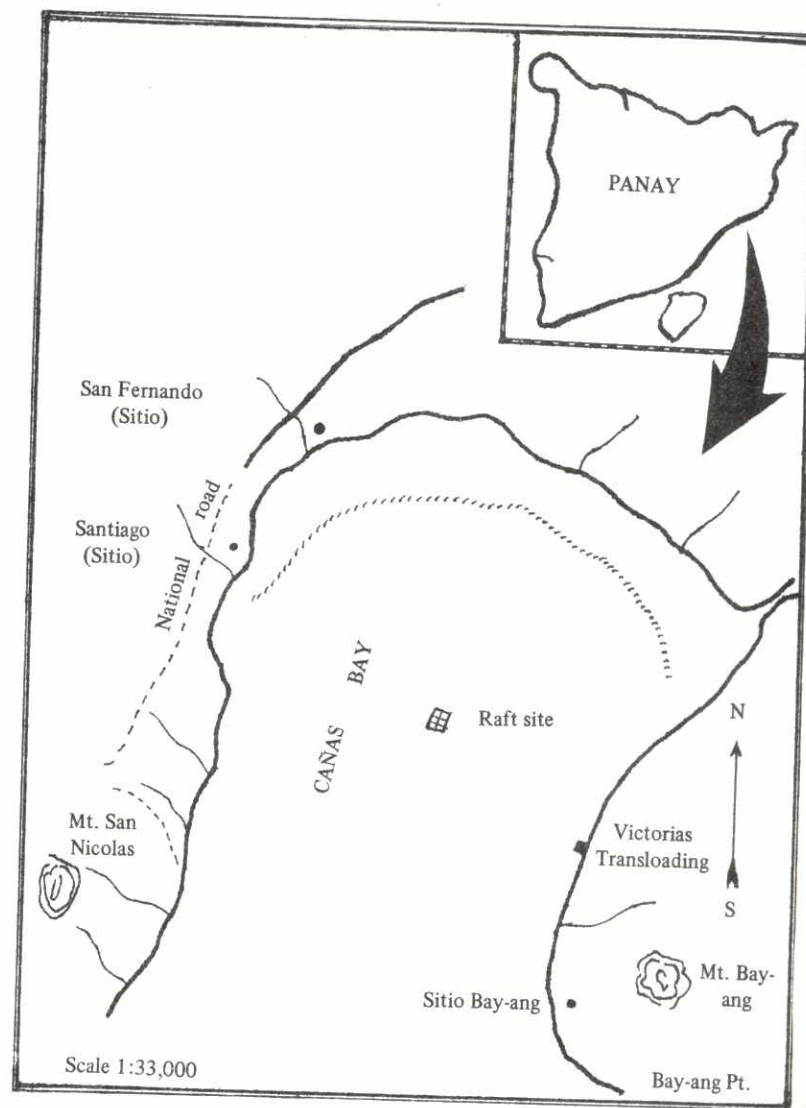 PANAY
San Fernando
(Sitio)
National road
Santiago
(Sitio)
CAÑAS BAY
Raft site
N
Mt. San
Nicolas
Victorias
Transloading
S
Mt. Bay-
ang
Sitio Bay-ang
Scale 1:33,000
Bay-ang Pt.